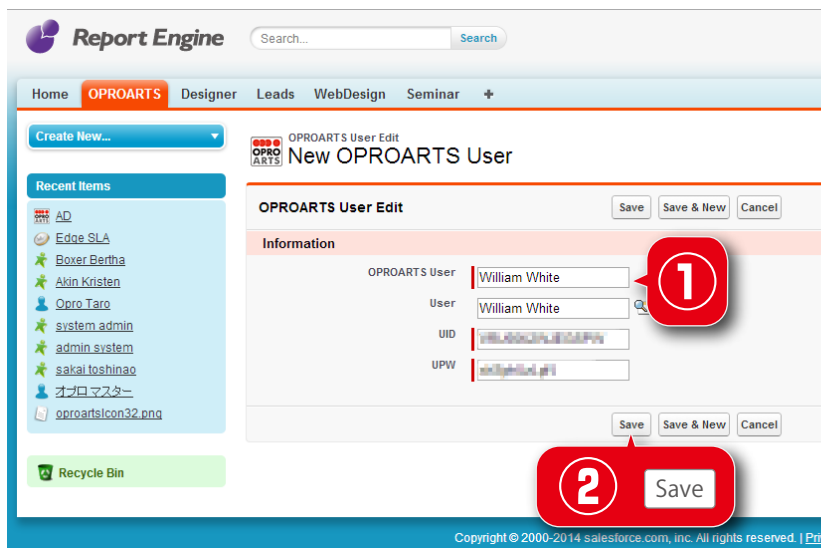 Report Engine
Search...
Search
Home OPROARTS Designer Leads WebDesign Seminar +
Create New...
Recent Items
AD
Edge SLA
Boxer Bertha
Akin Kristen
Opro Taro
system admin
admin system
sakai toshinao
オプロ マスター
oproartsIcon32.png
Recycle Bin
OPRO ARTS
OPROARTS User Edit
New OPROARTS User
OPROARTS User Edit
Save Save & New Cancel
Information
OPROARTS User William White
User William White
UID
UPW
①
Save Save & New Cancel
② Save
Copyright © 2000-2014 salesforce.com, inc. All rights reserved. |